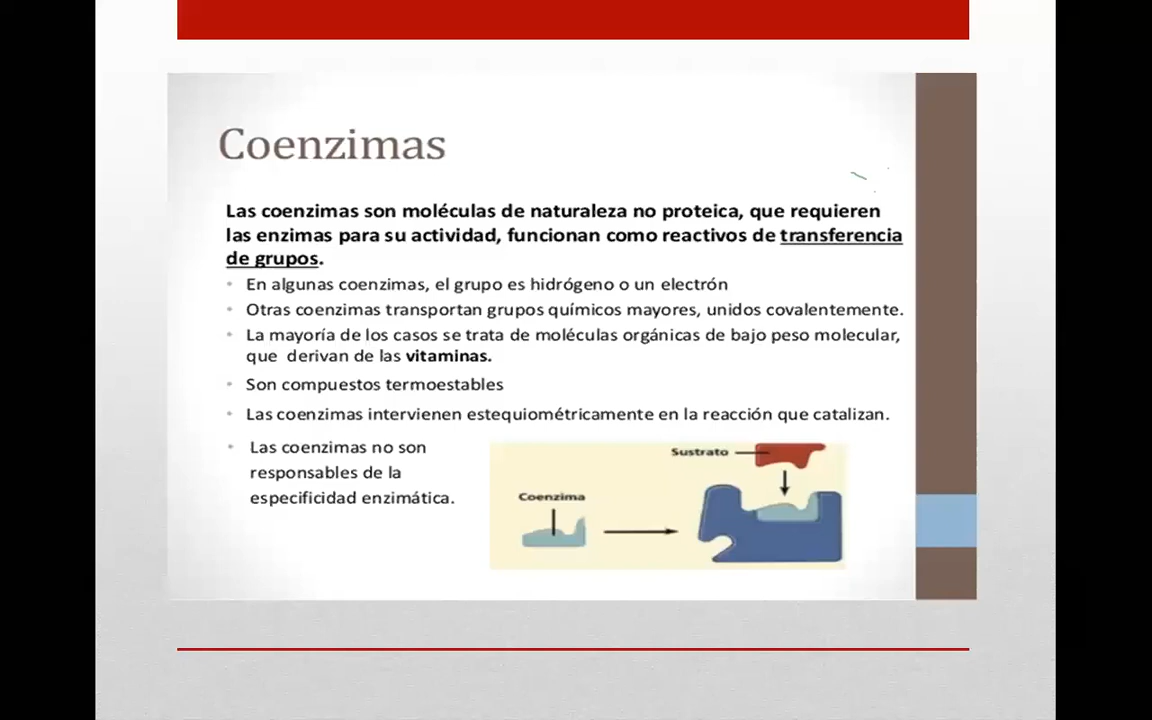 Coenzimas
Las coenzimas son moléculas de naturaleza no proteica, que requieren
las enzimas para su actividad, funcionan como reactivos de transferencia
de grupos.
En algunas coenzimas, el grupo es hidrógeno o un electrón
Otras coenzimas transportan grupos químicos mayores, unidos covalentemente.
La mayoría de los casos se trata de moléculas orgánicas de bajo peso molecular,
que derivan de las vitaminas.
Son compuestos termoestables
Las coenzimas intervienen estequiométricamente en la reacción que catalizan.
Las coenzimas no son
responsables de la
especificidad enzimática.
Sustrato
Coenzima